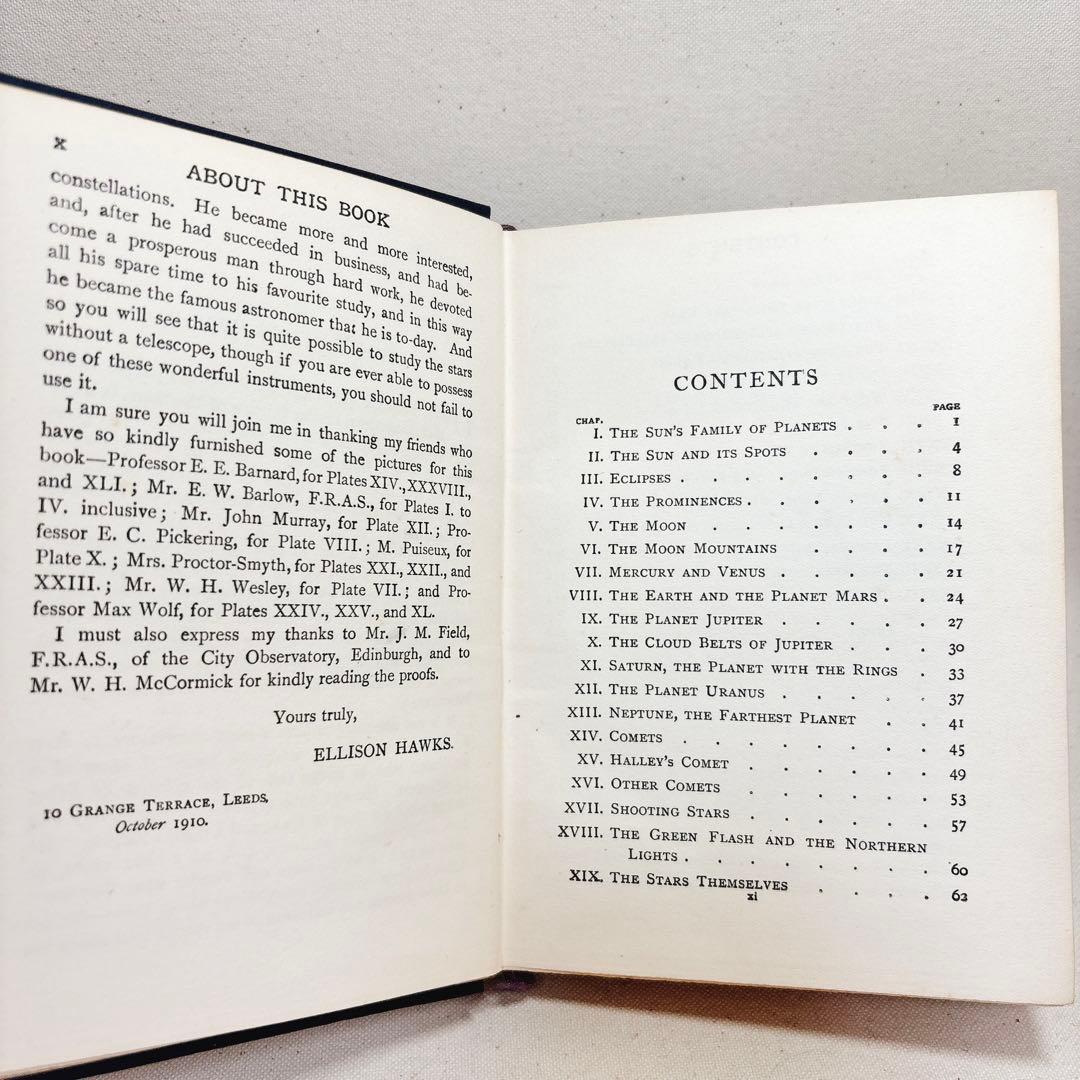 x
ABOUT THIS BOOK
constellations. He became more and more interested,
and, after he had succeeded in business, and had be-
come a prosperous man through hard work, he devoted
all his spare time to his favourite study, and in this way
he became the famous astronomer that he is to-day. And
so you will see that it is quite possible to study the stars
without a telescope, though if you are ever able to possess
one of these wonderful instruments, you should not fail to
use it.
I am sure you will join me in thanking my friends who
have so kindly furnished some of the pictures for this
book—Professor E. E. Barnard, for Plates XIV., XXXVIII.,
and XLI.; Mr. E. W. Barlow, F.R.A.S., for Plates I. to
IV. inclusive; Mr. John Murray, for Plate XII.; Pro-
fessor E. C. Pickering, for Plate VIII.; M. Puiseux, for
Plate X.; Mrs. Proctor-Smyth, for Plates XXI., XXII., and
XXIII.; Mr. W. H. Wesley, for Plate VII.; and Pro-
fessor Max Wolf, for Plates XXIV., XXV., and XL.
I must also express my thanks to Mr. J. M. Field,
F.R.A.S., of the City Observatory, Edinburgh, and to
Mr. W. H. McCormick for kindly reading the proofs.
Yours truly,
ELLISON HAWKS.
10 GRANGE TERRACE, LEEDS,
October 1910.
CONTENTS
CHAP. PAGE
I. THE SUN'S FAMILY OF PLANETS . . . 1
II. THE SUN AND ITS SPOTS . . . . 4
III. ECLIPSES . . . . . . . 8
IV. THE PROMINENCES . . . . . 11
V. THE MOON . . . . . . . 14
VI. THE MOON MOUNTAINS . . . . 17
VII. MERCURY AND VENUS . . . . . 21
VIII. THE EARTH AND THE PLANET MARS . . 24
IX. THE PLANET JUPITER . . . . . 27
X. THE CLOUD BELTS OF JUPITER . . . 30
XI. SATURN, THE PLANET WITH THE RINGS . 33
XII. THE PLANET URANUS . . . . . 37
XIII. NEPTUNE, THE FARTHEST PLANET . . 41
XIV. COMETS . . . . . . . . 45
XV. HALLEY'S COMET . . . . . . 49
XVI. OTHER COMETS . . . . . . 53
XVII. SHOOTING STARS . . . . . . 57
XVIII. THE GREEN FLASH AND THE NORTHERN
LIGHTS . . . . . . . . 60
XIX. THE STARS THEMSELVES . . . . 62
xi